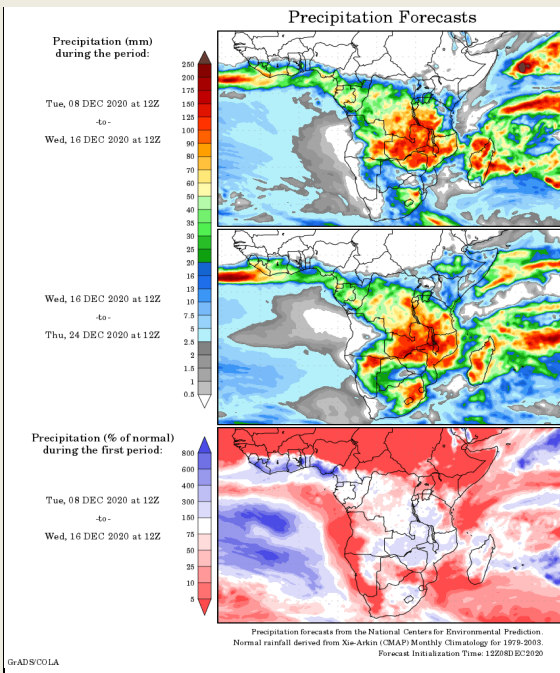 Precipitation Forecasts
Precipitation (mm)
during the period:
Tue, 08 DEC 2020 at 12Z
-to-
Wed, 16 DEC 2020 at 12Z
250
200
175
150
125
100
90
80
70
60
50
40
35
30
25
20
16
13
10
7.5
5
2.5
2
1.5
1
0.5
Wed, 16 DEC 2020 at 12Z
-to-
Thu, 24 DEC 2020 at 12Z
Precipitation (% of normal)
during the first period:
Tue, 08 DEC 2020 at 12Z
-to-
Wed, 16 DEC 2020 at 12Z
800
600
400
300
150
75
50
25
10
5
Precipitation forecasts from the National Centers for Environmental Prediction.
Normal rainfall derived from Xie-Arkin (CMAP) Monthly Climatology for 1979-2003.
Forecast Initialization Time: 12Z08DEC2020
GrADS/COLA